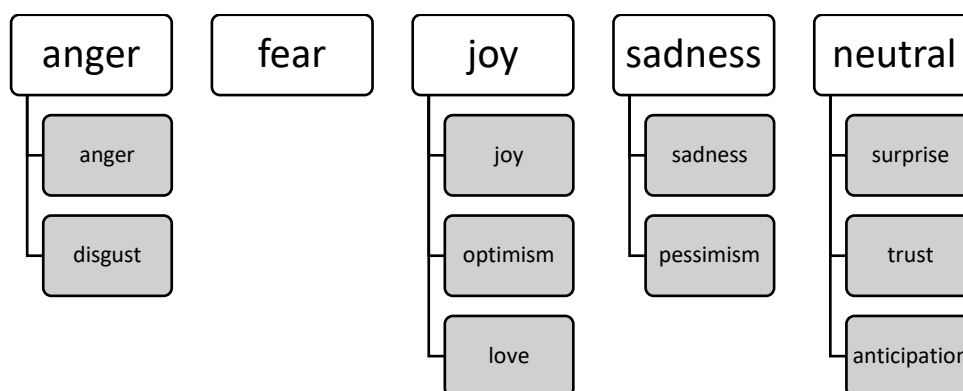 anger
fear
joy
sadness
neutral
anger
joy
sadness
surprise
disgust
optimism
pessimism
trust
love
anticipation